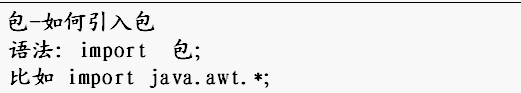 包-如何引入包
语法: import 包;
比如 import java.awt.*;